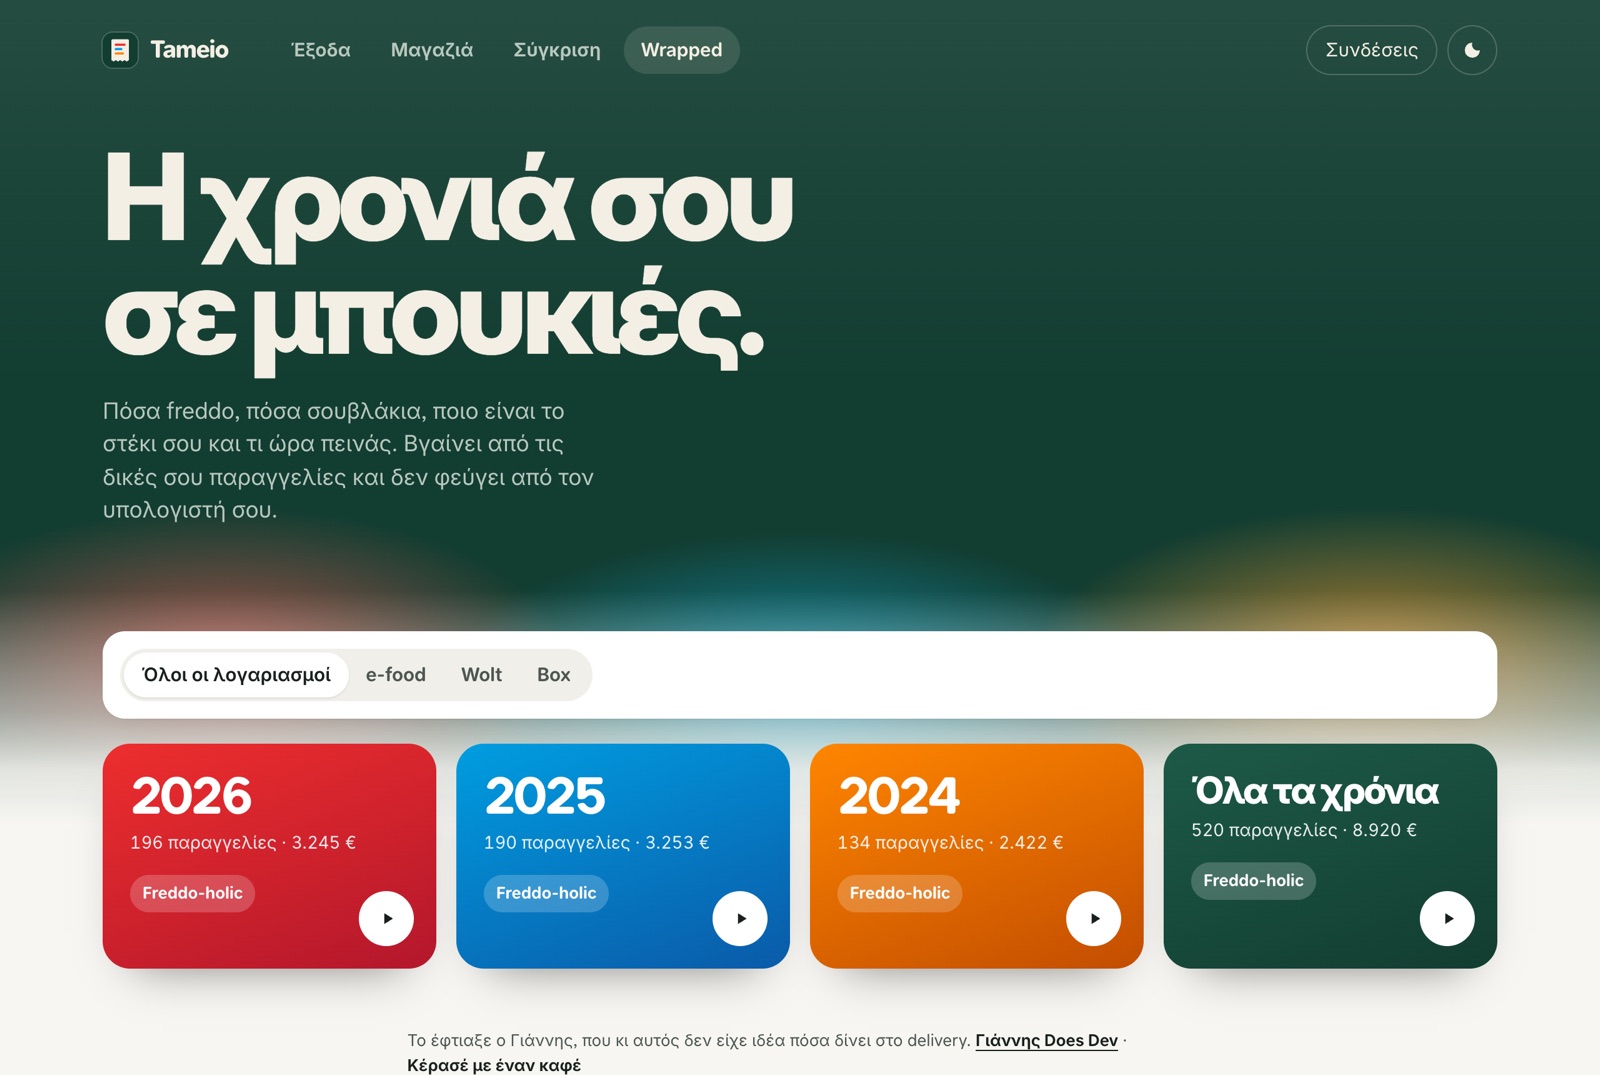 Tameio
Έξοδα
Μαγαζιά
Σύγκριση
Wrapped
Συνδέσεις
Η χρονιά σου
σε μπουκιές.
Πόσα freddo, πόσα σουβλάκια, ποιο είναι το
στέκι σου και τι ώρα πεινάς. Βγαίνει από τις
δικές σου παραγγελίες και δεν φεύγει από τον
υπολογιστή σου.
Όλοι οι λογαριασμοί
e-food
Wolt
Box
2026
196 παραγγελίες · 3.245 €
Freddo-holic
2025
190 παραγγελίες · 3.253 €
Freddo-holic
2024
134 παραγγελίες · 2.422 €
Freddo-holic
Όλα τα χρόνια
520 παραγγελίες · 8.920 €
Freddo-holic
Το έφτιαξε ο Γιάννης, που κι αυτός δεν είχε ιδέα πόσα δίνει στο delivery. Γιάννης Does Dev ·
Κέρασέ με έναν καφέ